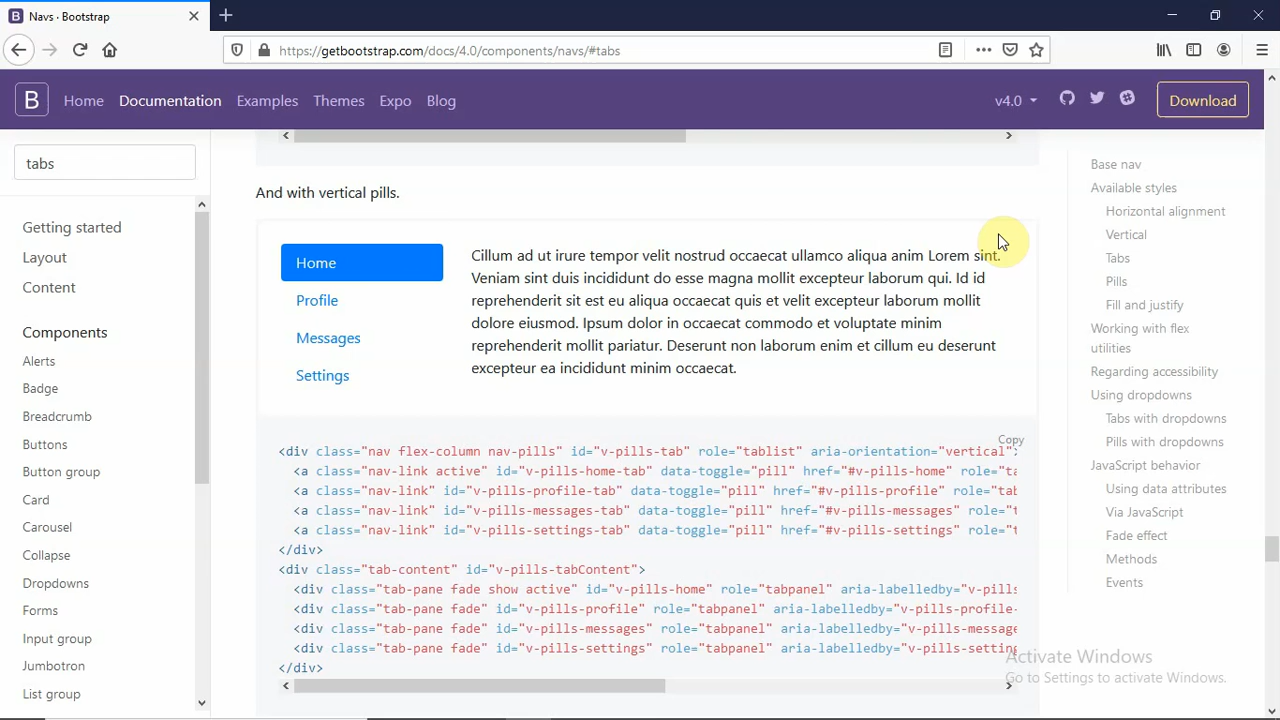 Navs · Bootstrap
https://getbootstrap.com/docs/4.0/components/navs/#tabs
B Home Documentation Examples Themes Expo Blog v4.0 Download
tabs
Getting started
Layout
Content
Components
Alerts
Badge
Breadcrumb
Buttons
Button group
Card
Carousel
Collapse
Dropdowns
Forms
Input group
Jumbotron
List group
And with vertical pills.
Home
Profile
Messages
Settings
Cillum ad ut irure tempor velit nostrud occaecat ullamco aliqua anim Lorem sint.
Veniam sint duis incididunt do esse magna mollit excepteur laborum qui. Id id
reprehenderit sit est eu aliqua occaecat quis et velit excepteur laborum mollit
dolore eiusmod. Ipsum dolor in occaecat commodo et voluptate minim
reprehenderit mollit pariatur. Deserunt non laborum enim et cillum eu deserunt
excepteur ea incididunt minim occaecat.
Copy
<div class="nav flex-column nav-pills" id="v-pills-tab" role="tablist" aria-orientation="vertical">
<a class="nav-link active" id="v-pills-home-tab" data-toggle="pill" href="#v-pills-home" role="ta
<a class="nav-link" id="v-pills-profile-tab" data-toggle="pill" href="#v-pills-profile" role="tab
<a class="nav-link" id="v-pills-messages-tab" data-toggle="pill" href="#v-pills-messages" role="t
<a class="nav-link" id="v-pills-settings-tab" data-toggle="pill" href="#v-pills-settings" role="t
</div>
<div class="tab-content" id="v-pills-tabContent">
<div class="tab-pane fade show active" id="v-pills-home" role="tabpanel" aria-labelledby="v-pills
<div class="tab-pane fade" id="v-pills-profile" role="tabpanel" aria-labelledby="v-pills-profile-
<div class="tab-pane fade" id="v-pills-messages" role="tabpanel" aria-labelledby="v-pills-message
<div class="tab-pane fade" id="v-pills-settings" role="tabpanel" aria-labelledby="v-pills-setting
</div>
Base nav
Available styles
Horizontal alignment
Vertical
Tabs
Pills
Fill and justify
Working with flex
utilities
Regarding accessibility
Using dropdowns
Tabs with dropdowns
Pills with dropdowns
JavaScript behavior
Using data attributes
Via JavaScript
Fade effect
Methods
Events
Activate Windows
Go to Settings to activate Windows.